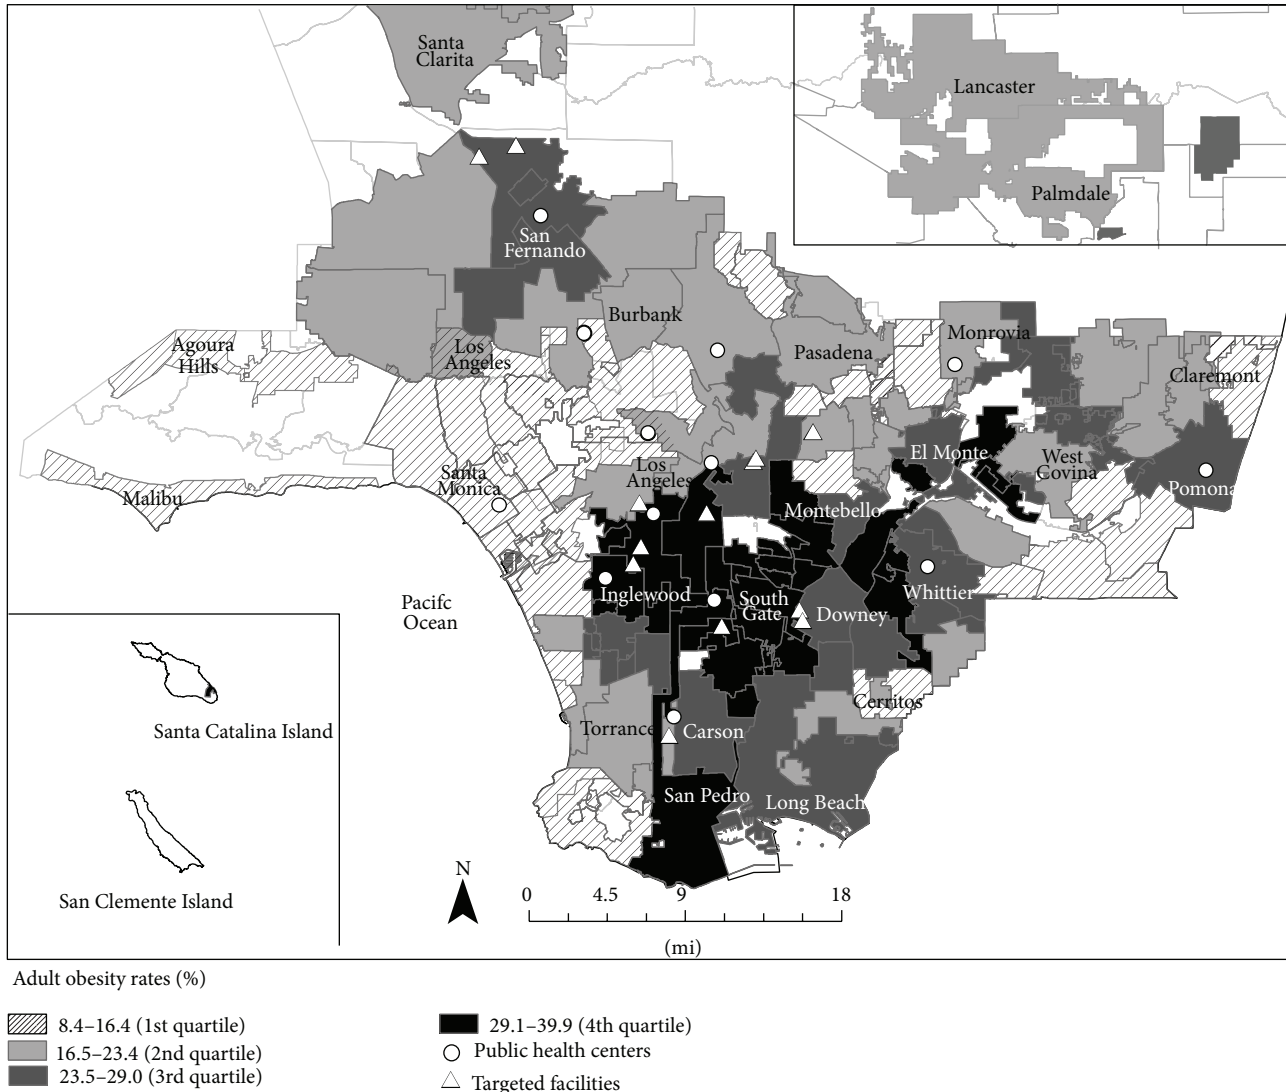 Santa
Clarita
Lancaster
Palmdale
San
Fernando
Burbank
Agoura
Hills
Los
Angeles
Pasadena
Monrovia
Claremont
El Monte
West
Covina
Pomona
Malibu
Santa
Monica
Los
Angeles
Montebello
Inglewood
South
Gate
Downey
Whittier
Pacifc
Ocean
Cerritos
Torrance
Carson
San Pedro
Long Beach
Santa Catalina Island
San Clemente Island
N
0 4.5 9 18
(mi)
Adult obesity rates (%)
8.4–16.4 (1st quartile)
16.5–23.4 (2nd quartile)
23.5–29.0 (3rd quartile)
29.1–39.9 (4th quartile)
Public health centers
Targeted facilities